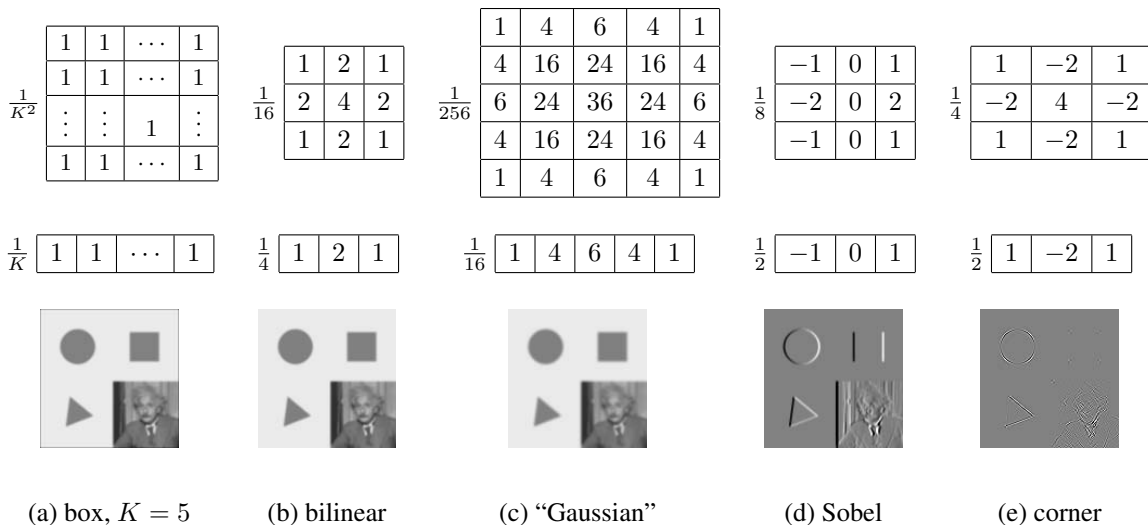 1/K² 1 1 ⋯ 1
1 1 ⋯ 1
⋮ ⋮ 1 ⋮
1 1 ⋯ 1
1/16 1 2 1
2 4 2
1 2 1
1/256 1 4 6 4 1
4 16 24 16 4
6 24 36 24 6
4 16 24 16 4
1 4 6 4 1
1/8 −1 0 1
−2 0 2
−1 0 1
1/4 1 −2 1
−2 4 −2
1 −2 1
1/K 1 1 ⋯ 1
1/4 1 2 1
1/16 1 4 6 4 1
1/2 −1 0 1
1/2 1 −2 1
(a) box, K = 5
(b) bilinear
(c) “Gaussian”
(d) Sobel
(e) corner